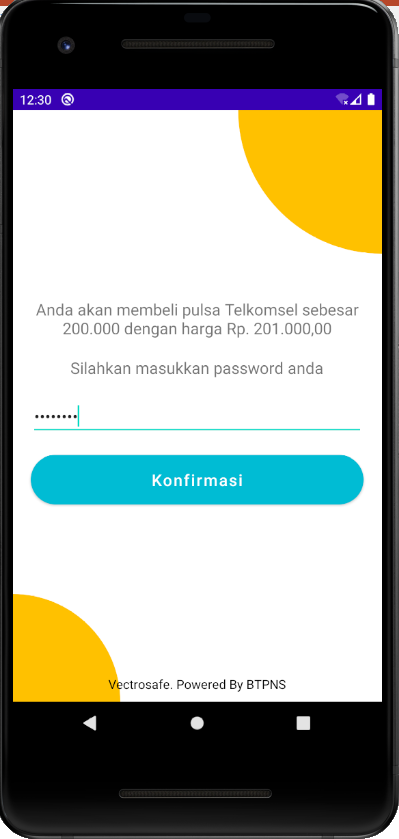 12:30
Anda akan membeli pulsa Telkomsel sebesar
200.000 dengan harga Rp. 201.000,00
Silahkan masukkan password anda
••••••••
Konfirmasi
Vectrosafe. Powered By BTPNS